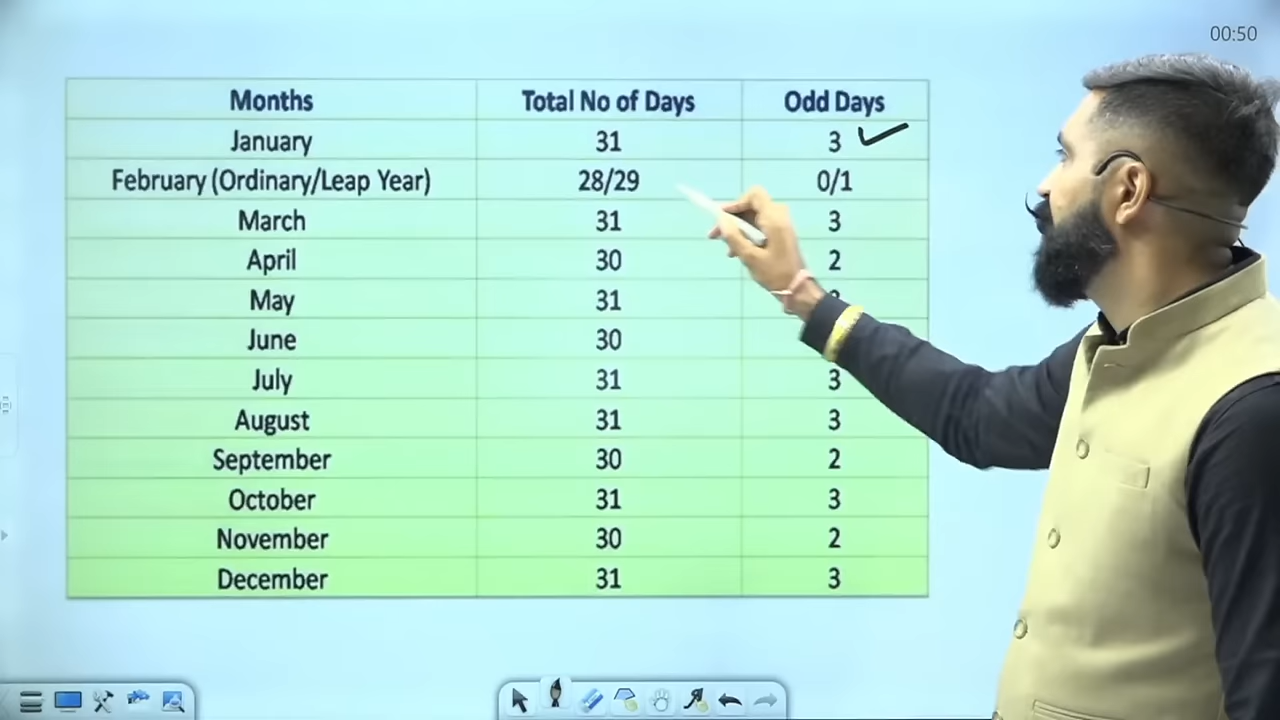 00:50
Months Total No of Days Odd Days
January 31 3
February (Ordinary/Leap Year) 28/29 0/1
March 31 3
April 30 2
May 31
June 30
July 31 3
August 31 3
September 30 2
October 31 3
November 30 2
December 31 3